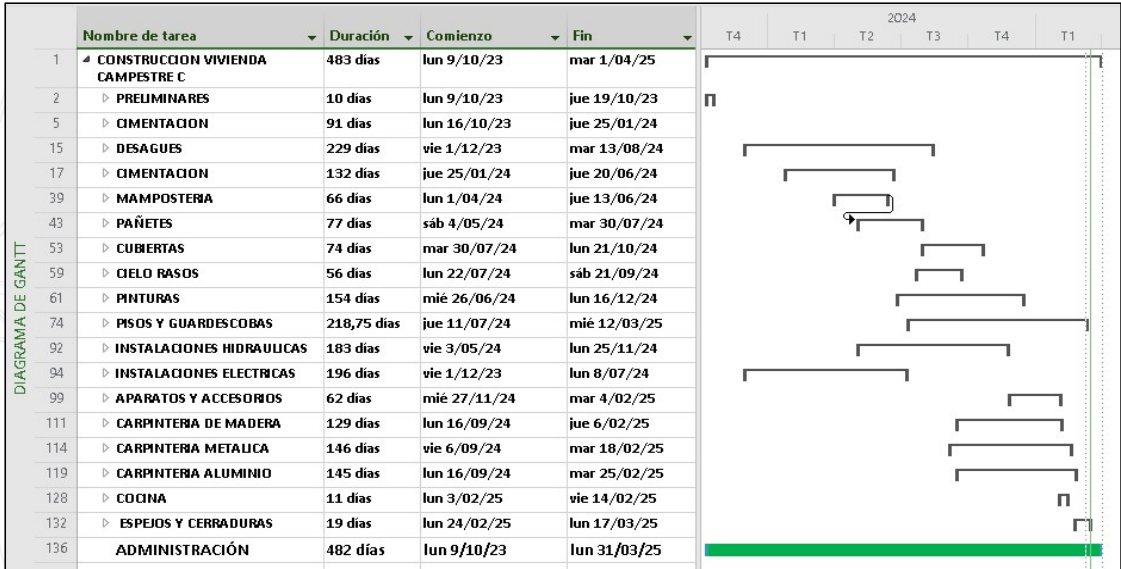 2024
Nombre de tarea Duración Comienzo Fin T4 T1 T2 T3 T4 T1
1 CONSTRUCCION VIVIENDA CAMPESTRE C 483 días lun 9/10/23 mar 1/04/25
2 PRELIMINARES 10 días lun 9/10/23 jue 19/10/23
5 CIMENTACION 91 días lun 16/10/23 jue 25/01/24
15 DESAGUES 229 días vie 1/12/23 mar 13/08/24
17 CIMENTACION 132 días jue 25/01/24 jue 20/06/24
39 MAMPOSTERIA 66 días lun 1/04/24 jue 13/06/24
43 PAÑETES 77 días sáb 4/05/24 mar 30/07/24
53 CUBIERTAS 74 días mar 30/07/24 lun 21/10/24
59 CIELO RASOS 56 días lun 22/07/24 sáb 21/09/24
61 PINTURAS 154 días mié 26/06/24 lun 16/12/24
74 PISOS Y GUARDESCOBAS 218,75 días jue 11/07/24 mié 12/03/25
92 INSTALACIONES HIDRAULICAS 183 días vie 3/05/24 lun 25/11/24
94 INSTALACIONES ELECTRICAS 196 días vie 1/12/23 lun 8/07/24
99 APARATOS Y ACCESORIOS 62 días mié 27/11/24 mar 4/02/25
111 CARPINTERIA DE MADERA 129 días lun 16/09/24 jue 6/02/25
114 CARPINTERIA METALICA 146 días vie 6/09/24 mar 18/02/25
119 CARPINTERIA ALUMINIO 145 días lun 16/09/24 mar 25/02/25
128 COCINA 11 días lun 3/02/25 vie 14/02/25
132 ESPEJOS Y CERRADURAS 19 días lun 24/02/25 lun 17/03/25
136 ADMINISTRACIÓN 482 días lun 9/10/23 lun 31/03/25
DIAGRAMA DE GANTT